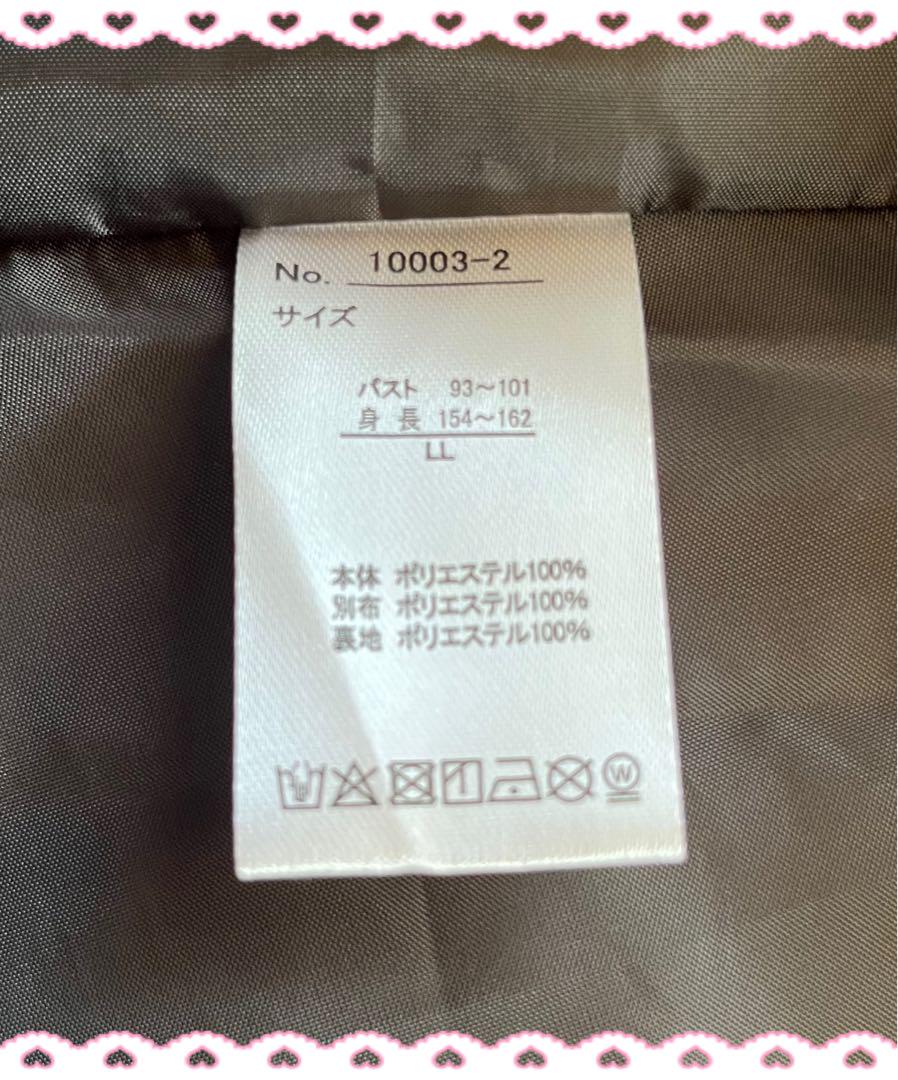 No. 10003-2
サイズ
バスト 93～101
身長 154～162
LL
本体 ポリエステル100%
別布 ポリエステル100%
裏地 ポリエステル100%
W